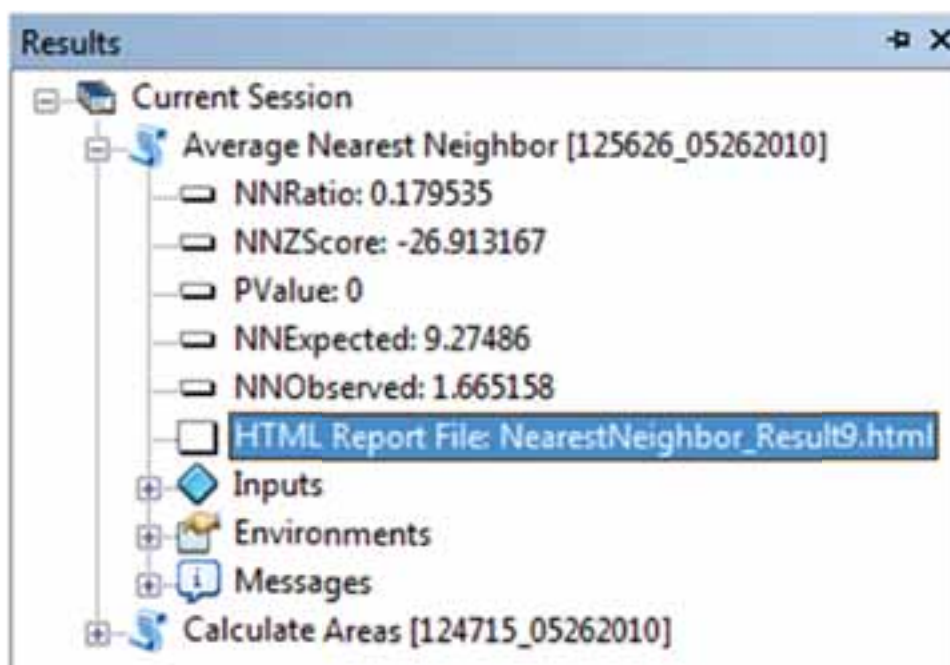 Results
Current Session
Average Nearest Neighbor [125626_05262010]
NNRatio: 0.179535
NNZScore: -26.913167
PValue: 0
NNExpected: 9.27486
NNObserved: 1.665158
HTML Report File: NearestNeighbor_Result9.html
Inputs
Environments
Messages
Calculate Areas [124715_05262010]